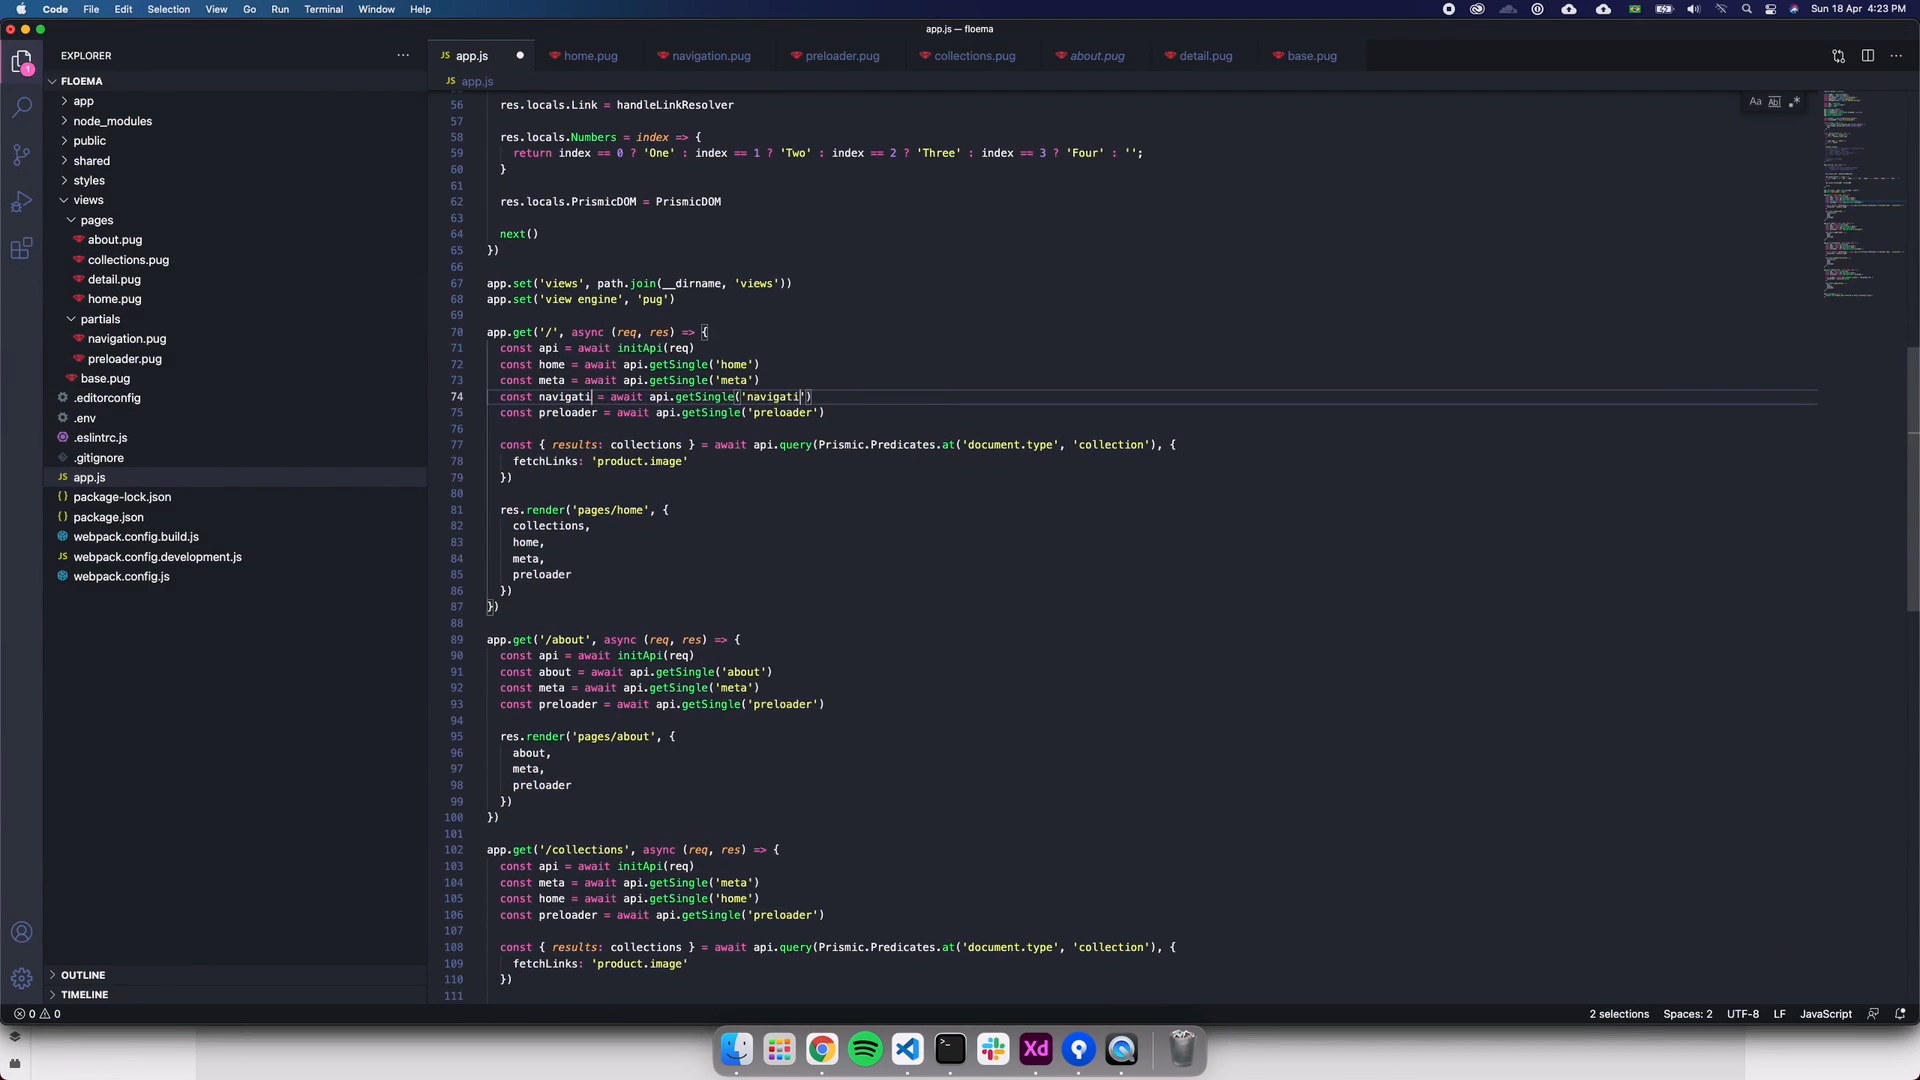 Code File Edit Selection View Go Run Terminal Window Help Sun 18 Apr 4:23 PM
app.js — floema
EXPLORER
app.js home.pug navigation.pug preloader.pug collections.pug about.pug detail.pug base.pug
JS app.js
FLOEMA
app
node_modules
public
shared
styles
views
pages
about.pug
collections.pug
detail.pug
home.pug
partials
navigation.pug
preloader.pug
base.pug
.editorconfig
.env
.eslintrc.js
.gitignore
JS app.js
package-lock.json
package.json
webpack.config.build.js
JS webpack.config.development.js
webpack.config.js
OUTLINE
TIMELINE
56 res.locals.Link = handleLinkResolver
57
58 res.locals.Numbers = index => {
59 return index == 0 ? 'One' : index == 1 ? 'Two' : index == 2 ? 'Three' : index == 3 ? 'Four' : '';
60 }
61
62 res.locals.PrismicDOM = PrismicDOM
63
64 next()
65 })
66
67 app.set('views', path.join(__dirname, 'views'))
68 app.set('view engine', 'pug')
69
70 app.get('/', async (req, res) => {
71 const api = await initApi(req)
72 const home = await api.getSingle('home')
73 const meta = await api.getSingle('meta')
74 const navigati = await api.getSingle('navigati')
75 const preloader = await api.getSingle('preloader')
76
77 const { results: collections } = await api.query(Prismic.Predicates.at('document.type', 'collection'), {
78 fetchLinks: 'product.image'
79 })
80
81 res.render('pages/home', {
82 collections,
83 home,
84 meta,
85 preloader
86 })
87 })
88
89 app.get('/about', async (req, res) => {
90 const api = await initApi(req)
91 const about = await api.getSingle('about')
92 const meta = await api.getSingle('meta')
93 const preloader = await api.getSingle('preloader')
94
95 res.render('pages/about', {
96 about,
97 meta,
98 preloader
99 })
100 })
101
102 app.get('/collections', async (req, res) => {
103 const api = await initApi(req)
104 const meta = await api.getSingle('meta')
105 const home = await api.getSingle('home')
106 const preloader = await api.getSingle('preloader')
107
108 const { results: collections } = await api.query(Prismic.Predicates.at('document.type', 'collection'), {
109 fetchLinks: 'product.image'
110 })
111
Aa Ab
0 0 2 selections Spaces: 2 UTF-8 LF JavaScript
Xd